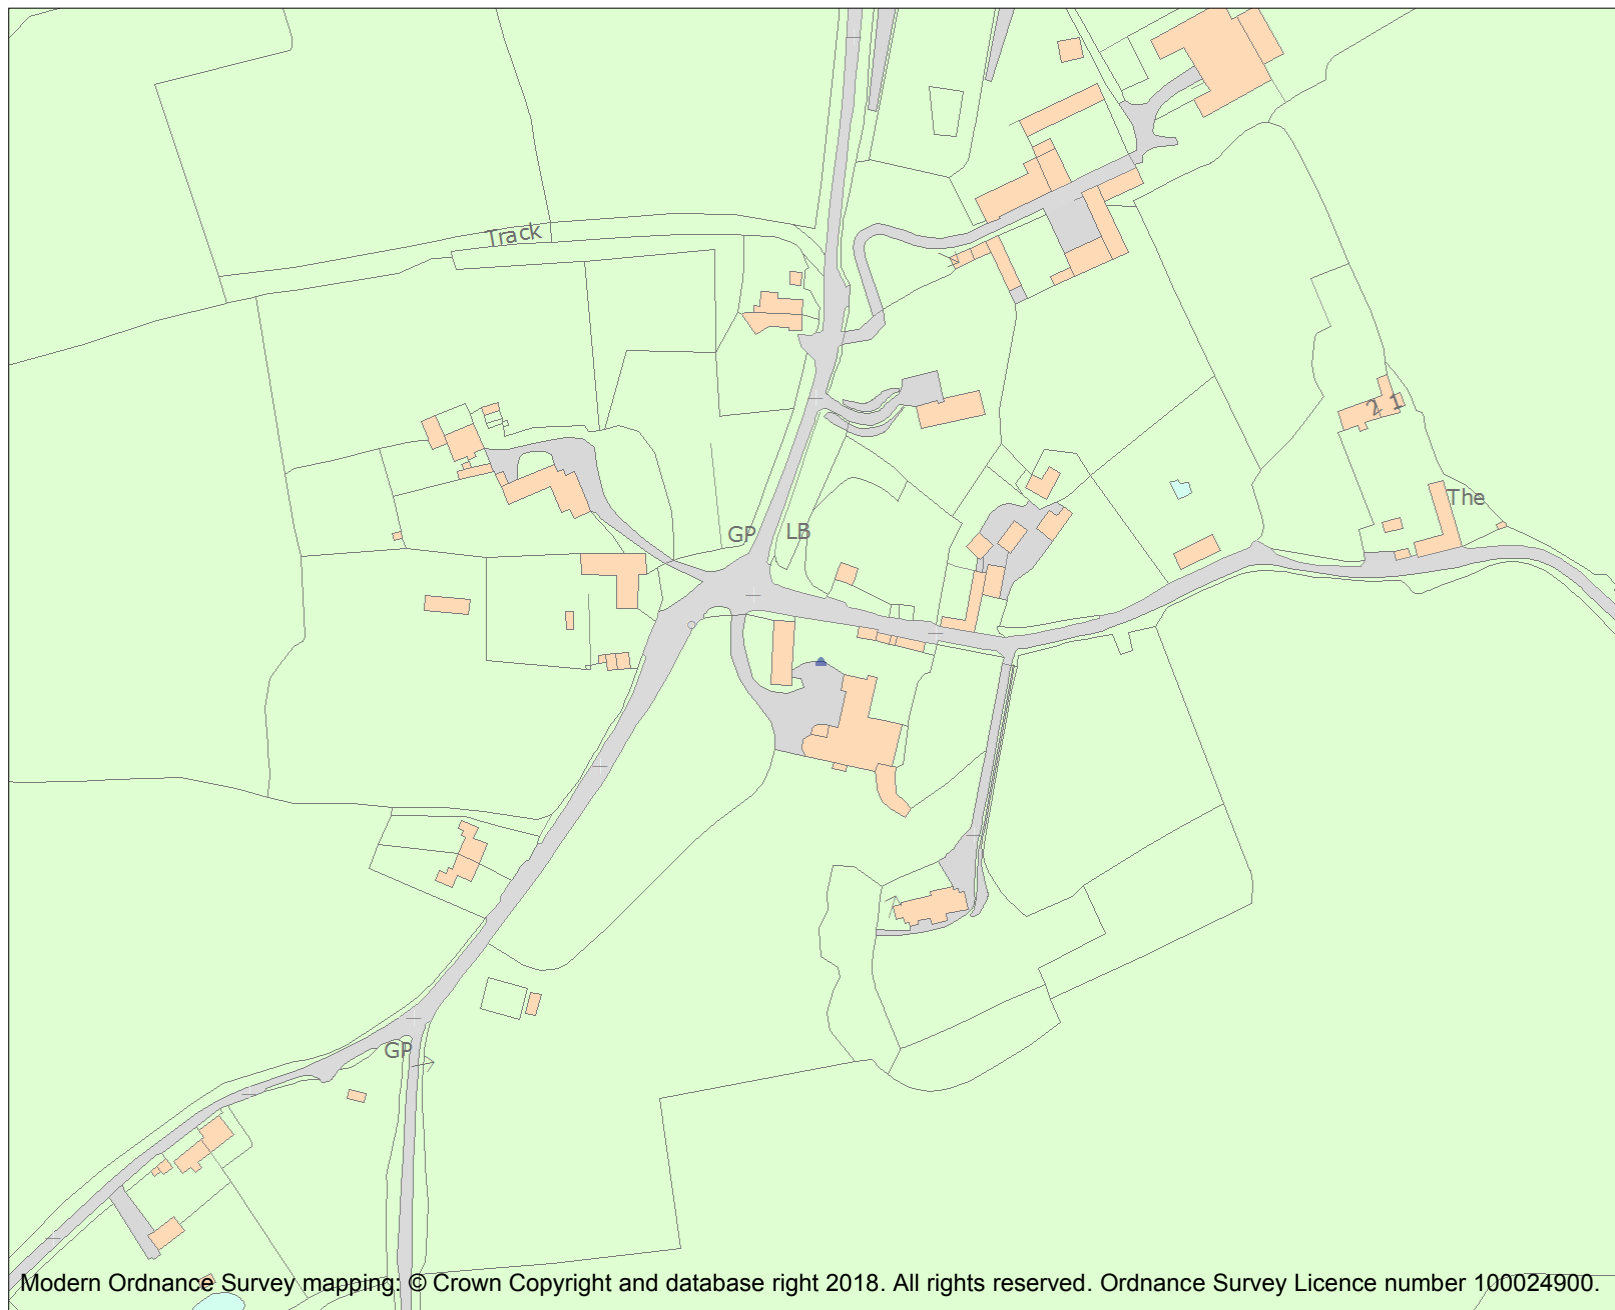 Track
2 1
The
GP
LB
GP
Modern Ordnance Survey mapping: © Crown Copyright and database right 2018. All rights reserved. Ordnance Survey Licence number 100024900.